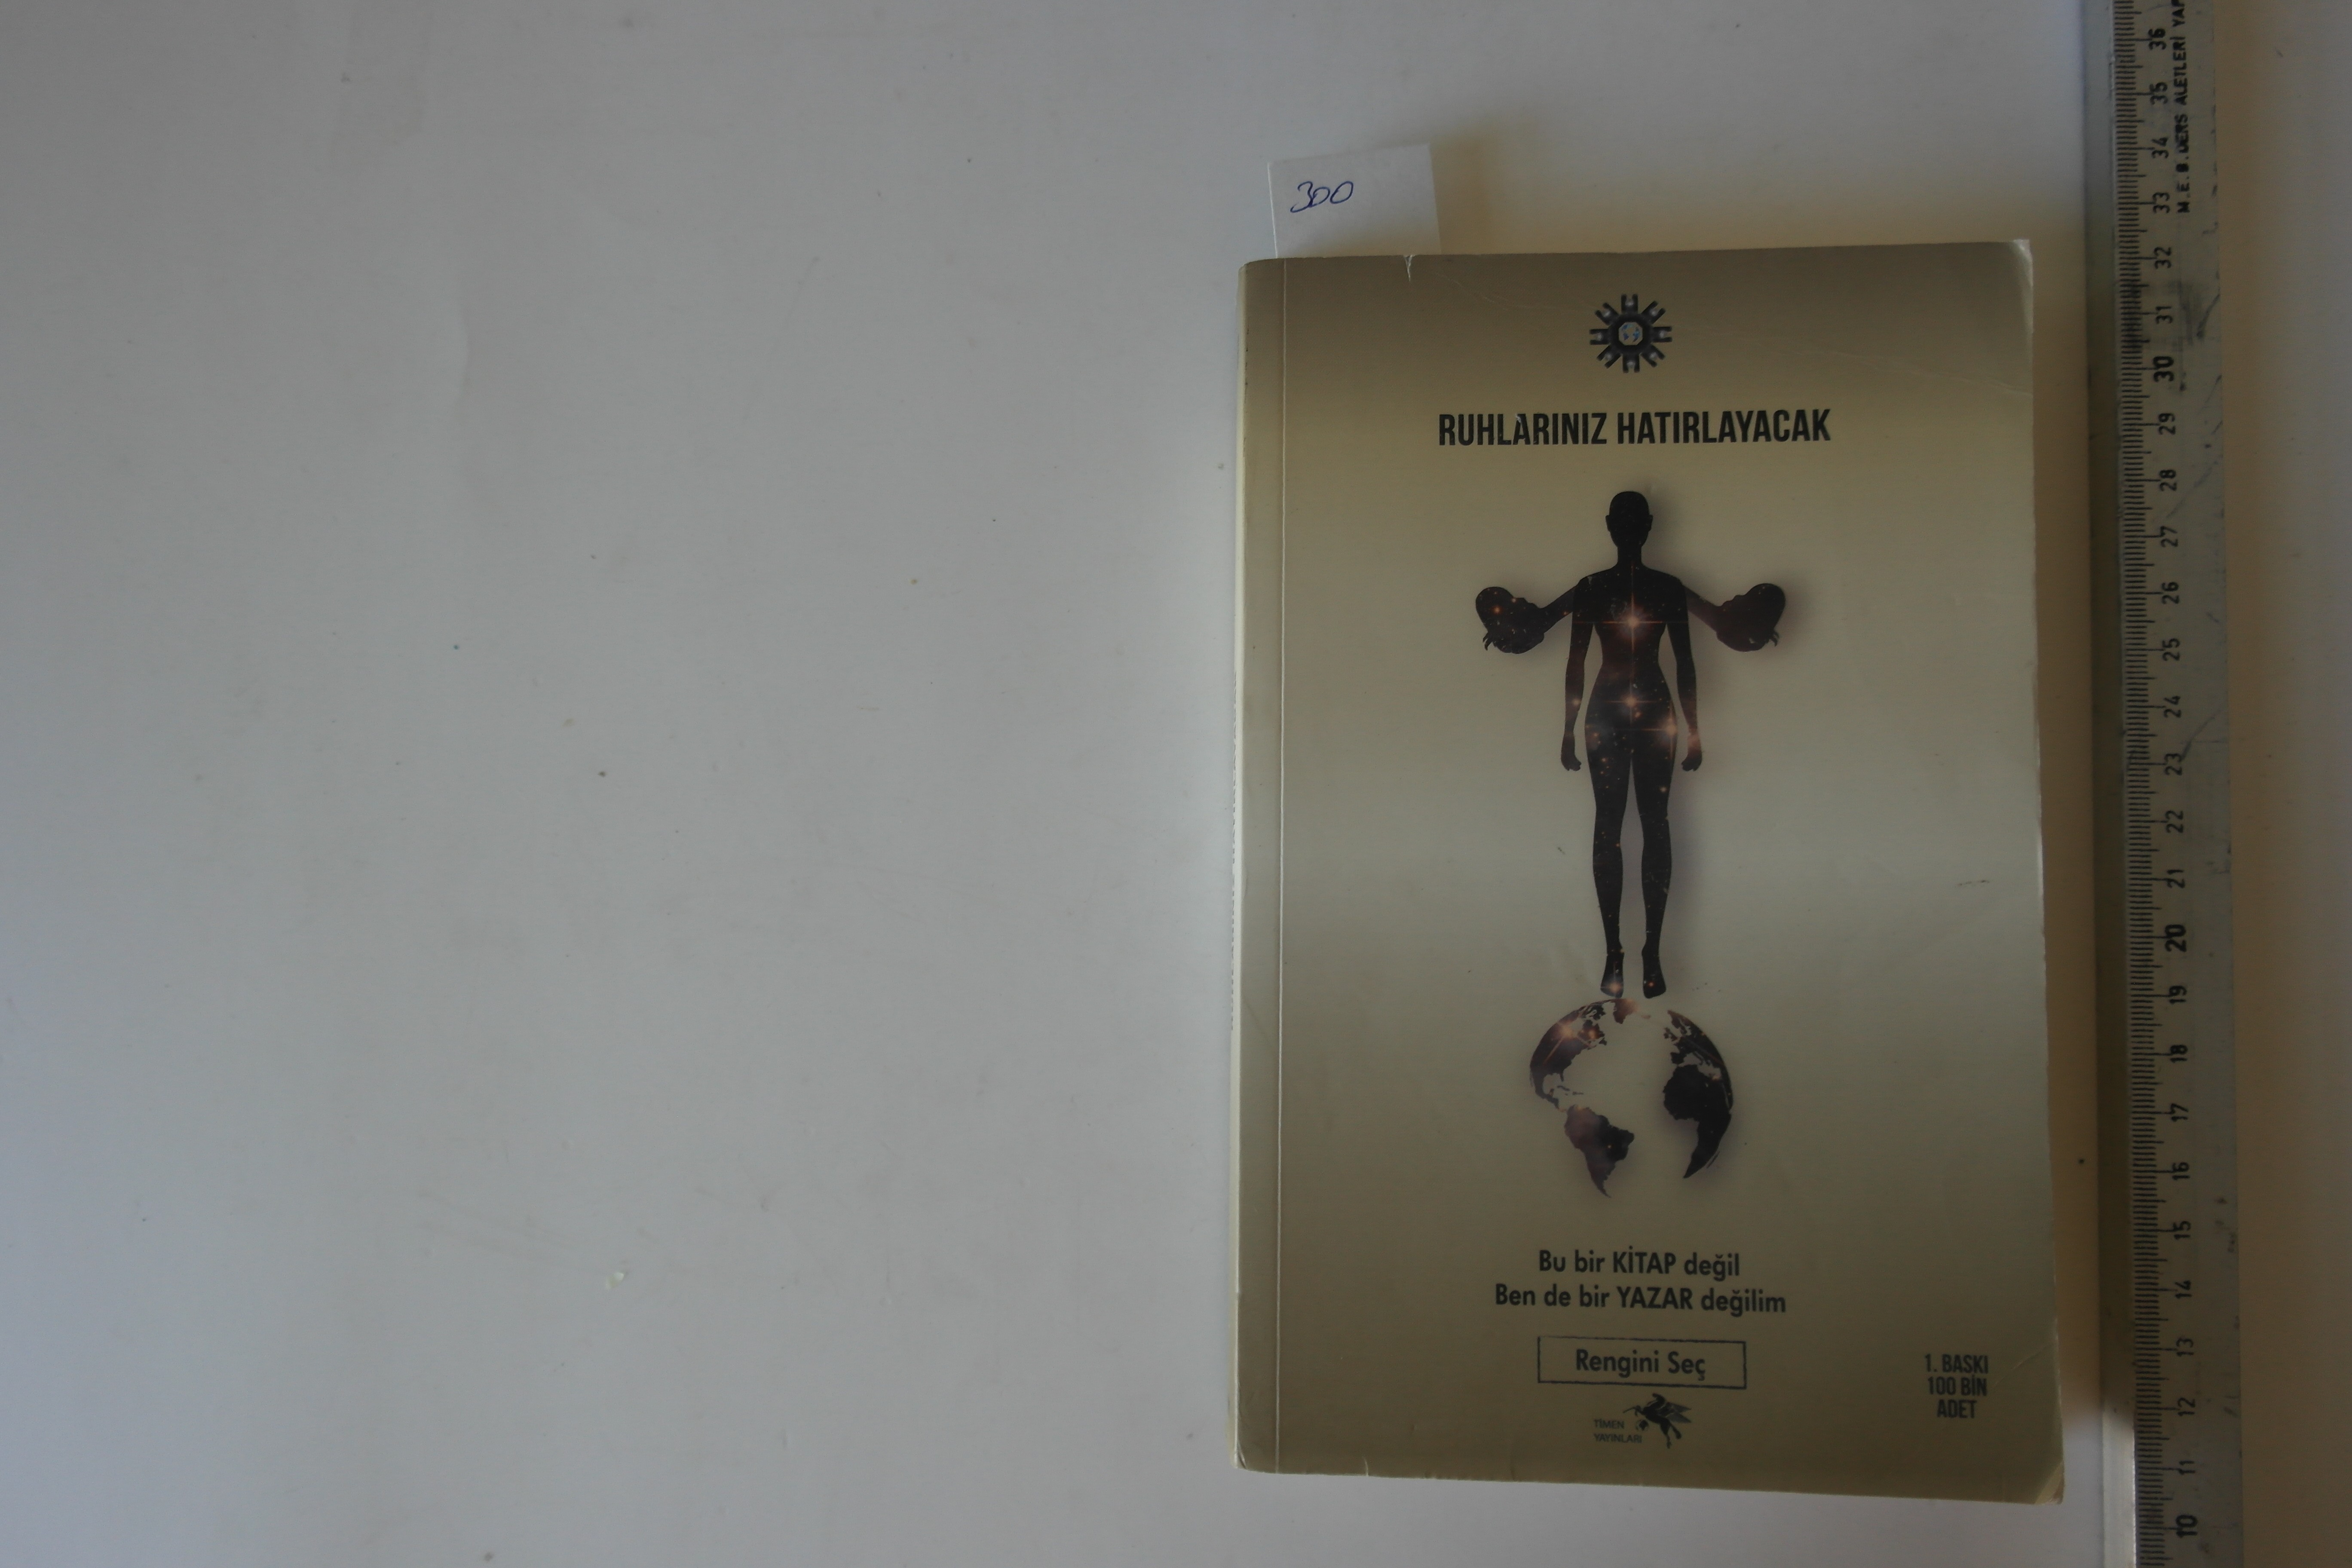 300
RUHLARINIZ HATIRLAYACAK
Bu bir KİTAP değil
Ben de bir YAZAR değilim
Rengini Seç
TİMEN
YAYINLARI
1. BASKI
100 BİN
ADET
36
35
34
33
32
31
30
29
28
27
26
25
24
23
22
21
20
19
18
17
16
15
14
13
12
11
10
M.E.B. DERS ALETLERİ YAP